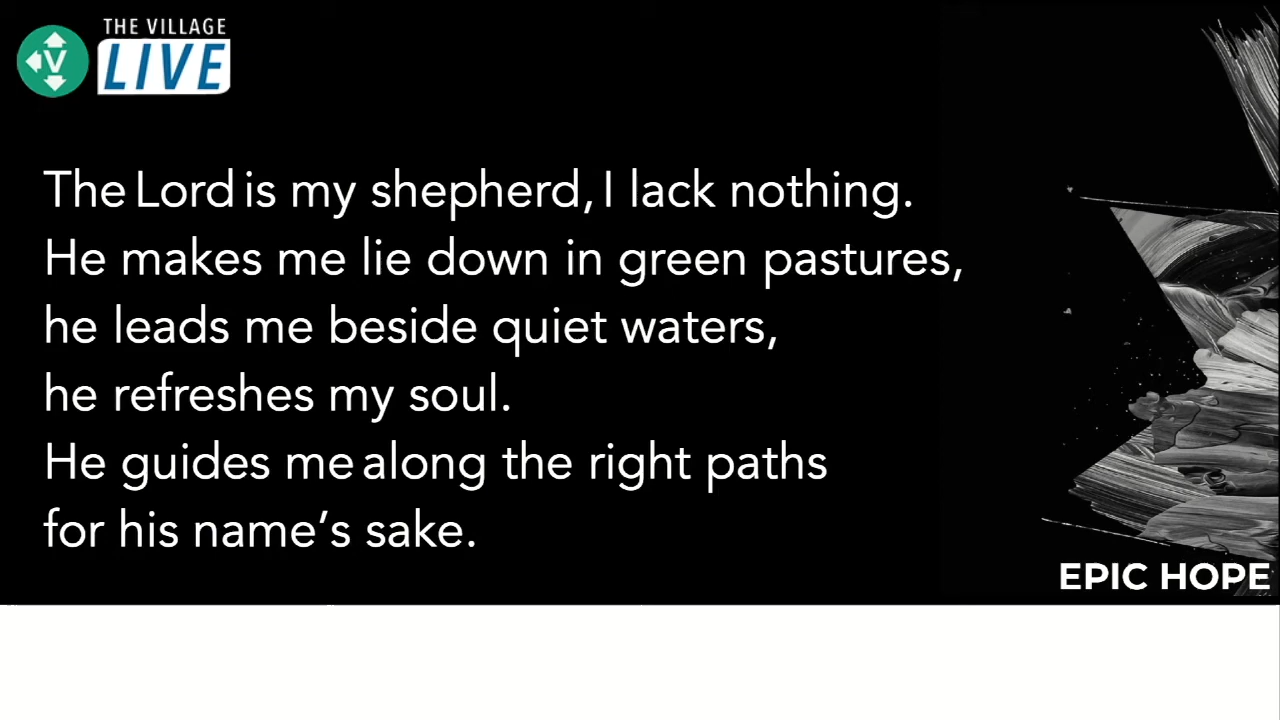 THE VILLAGE
LIVE
V
The Lord is my shepherd, I lack nothing.
He makes me lie down in green pastures,
he leads me beside quiet waters,
he refreshes my soul.
He guides me along the right paths
for his name’s sake.
EPIC HOPE